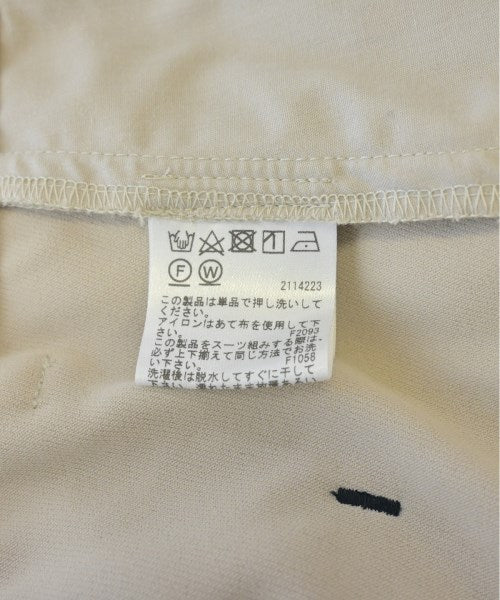 F W
2114223
この製品は単品で押し洗いして
ください。
アイロンはあて布を使用して下
さい。 F2093
この製品をスーツ組みする際は、
必ず上下揃えて同じ方法でお洗
い下さい。 F1058
洗濯後は脱水してすぐに干して